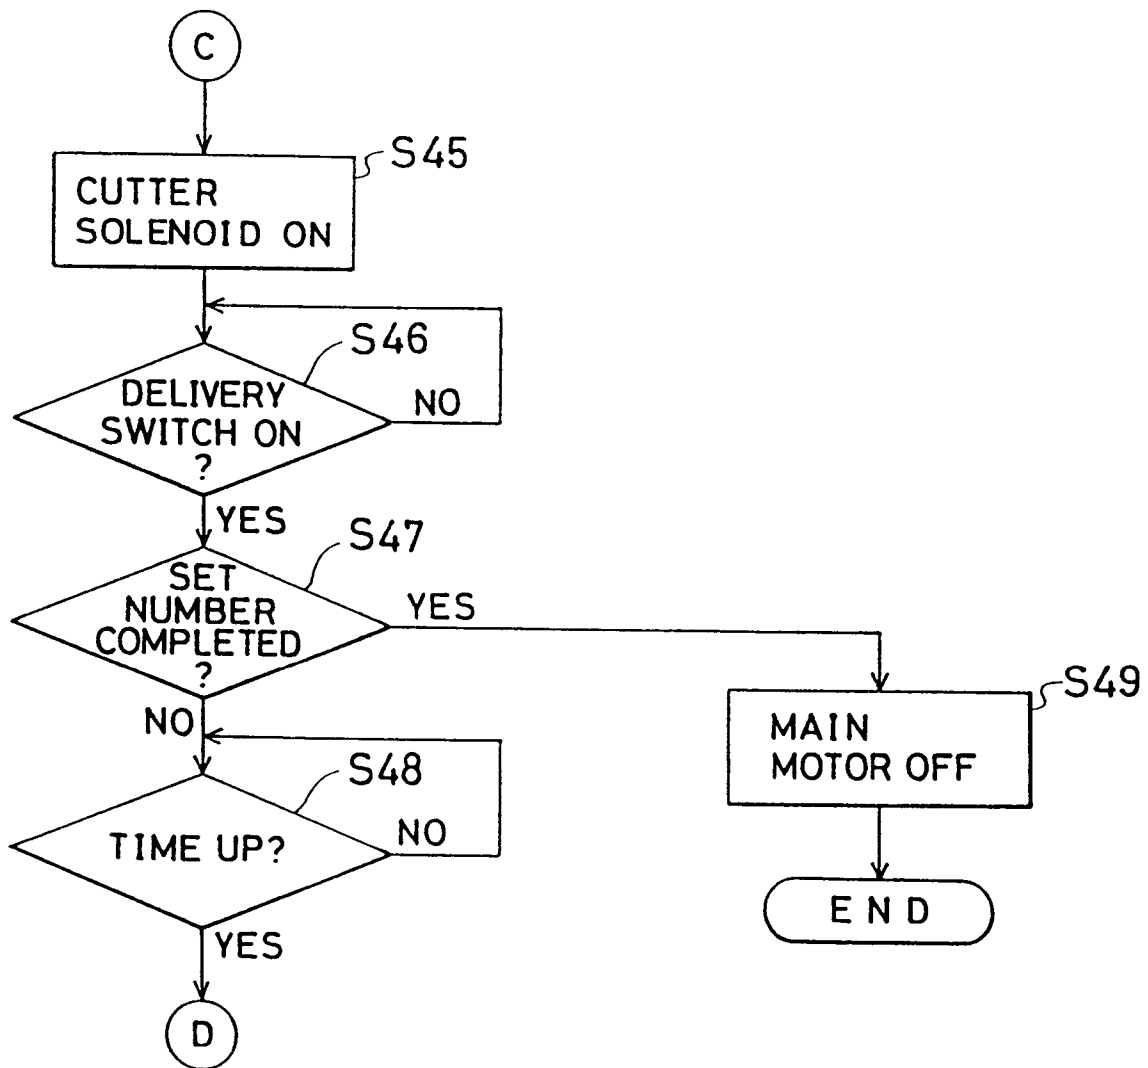 C
S45
CUTTER
SOLENOID ON
S46
DELIVERY
SWITCH ON
?
NO
YES
S47
SET
NUMBER
COMPLETED
?
YES
NO
S49
MAIN
MOTOR OFF
S48
TIME UP?
NO
END
YES
D